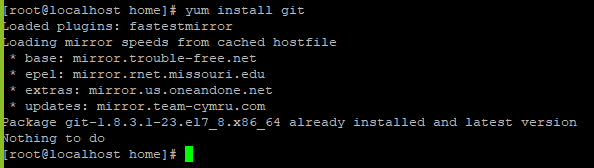 [root@localhost home]# yum install git
Loaded plugins: fastestmirror
Loading mirror speeds from cached hostfile
 * base: mirror.trouble-free.net
 * epel: mirror.rnet.missouri.edu
 * extras: mirror.us.oneandone.net
 * updates: mirror.team-cymru.com
Package git-1.8.3.1-23.el7_8.x86_64 already installed and latest version
Nothing to do
[root@localhost home]#